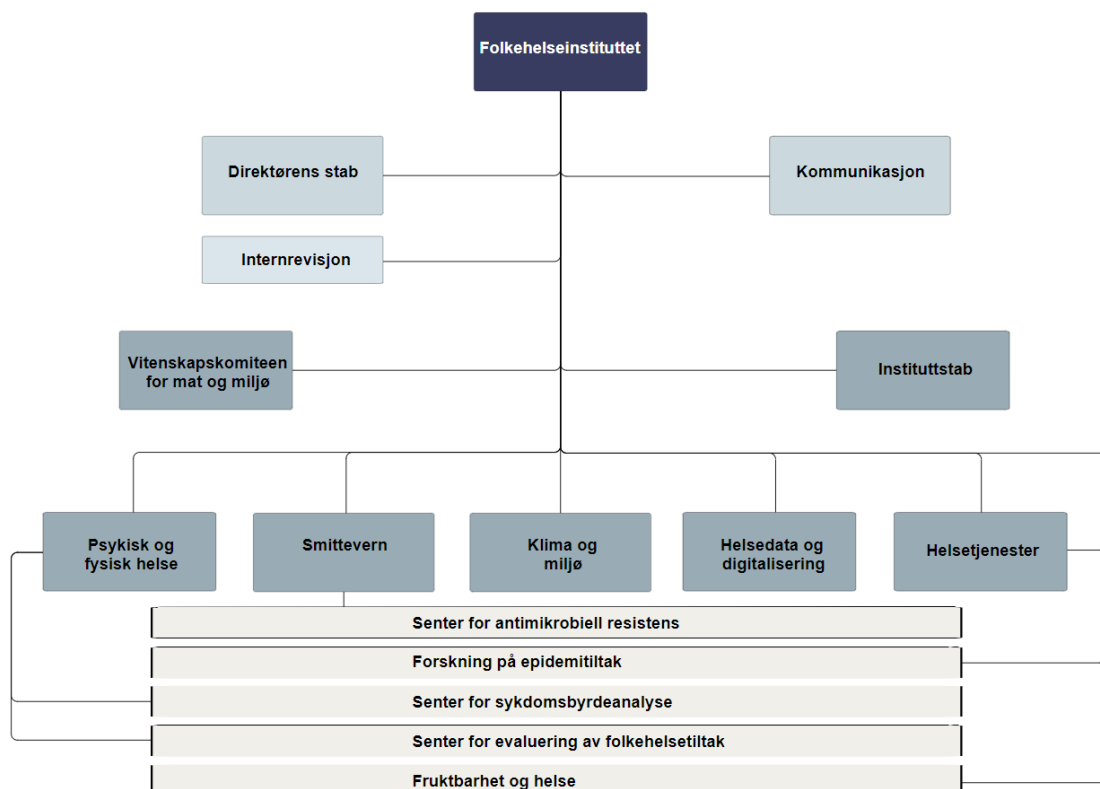 Folkehelseinstituttet
Direktørens stab
Kommunikasjon
Internrevisjon
Vitenskapskomiteen
for mat og miljø
Instituttstab
Psykisk og
fysisk helse
Smittevern
Klima og
miljø
Helsedata og
digitalisering
Helsetjenester
Senter for antimikrobiell resistens
Forskning på epidemitiltak
Senter for sykdomsbyrdeanalyse
Senter for evaluering av folkehelsetiltak
Fruktbarhet og helse